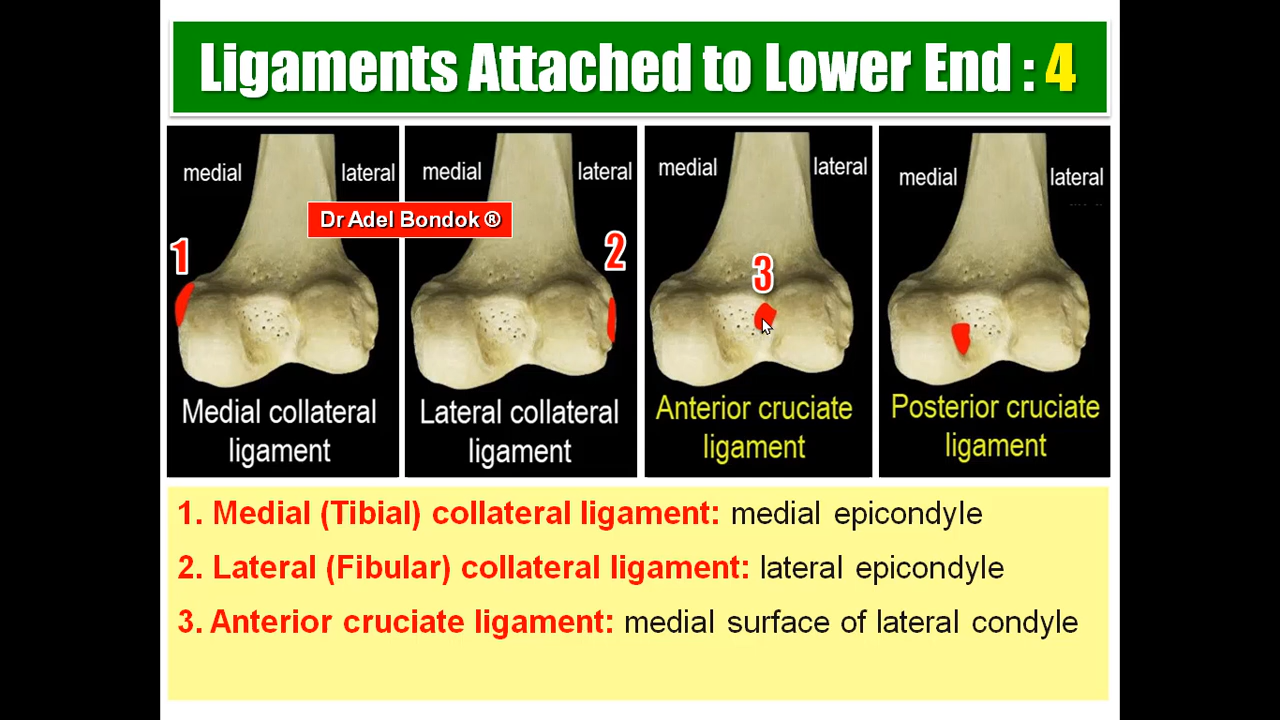 Ligaments Attached to Lower End : 4
medial lateral
medial lateral
medial lateral
medial lateral
Dr Adel Bondok ®
1
2
3
Medial collateral
ligament
Lateral collateral
ligament
Anterior cruciate
ligament
Posterior cruciate
ligament
1. Medial (Tibial) collateral ligament: medial epicondyle
2. Lateral (Fibular) collateral ligament: lateral epicondyle
3. Anterior cruciate ligament: medial surface of lateral condyle